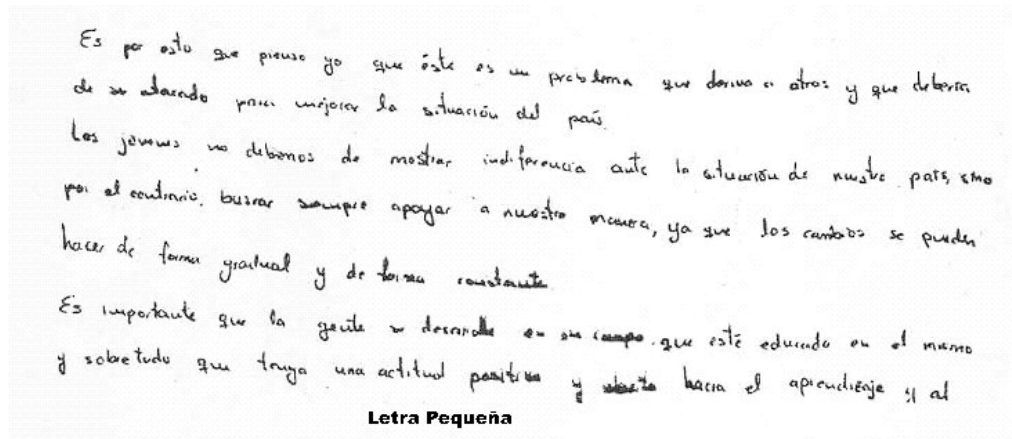 Es por esto que pienso yo que éste es un problema que deriva a otros y que debería
de ser atacado para mejorar la situación del país.
Los jóvenes no debemos de mostrar indiferencia ante la situación de nuestro país, sino
por el contrario, buscar siempre apoyar a nuestra manera, ya que los cambios se pueden
hacer de forma gradual y de forma constante.
Es importante que la gente se desarrolle en su campo, que esté educado en el mismo
y sobretodo que tenga una actitud positiva y hacia el aprendizaje y al
Letra Pequeña